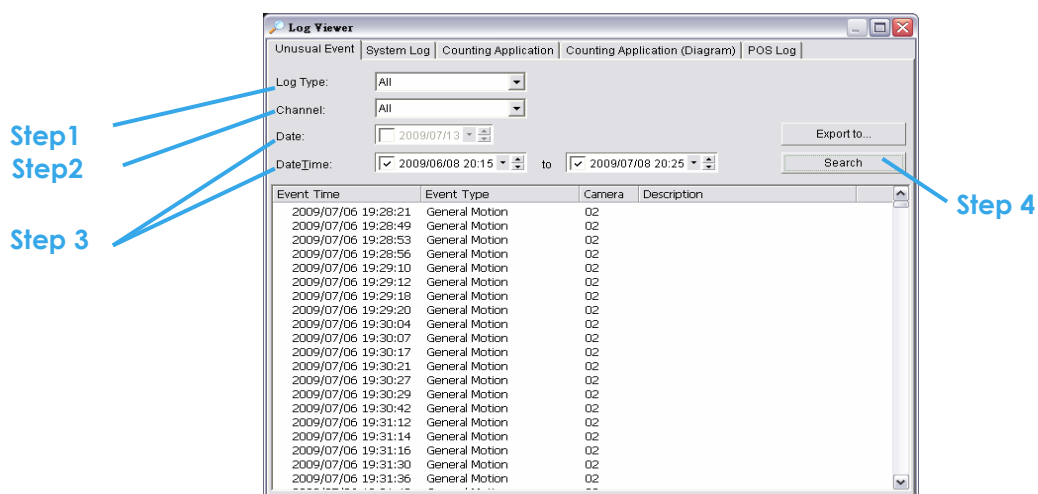 Log Viewer
Unusual Event System Log Counting Application Counting Application (Diagram) POS Log
Log Type: All
Channel: All
Date: 2009/07/13 Export to...
DateTime: 2009/06/08 20:15 to 2009/07/08 20:25 Search
Step1
Step2
Step 3
Step 4
Event Time Event Type Camera Description
2009/07/06 19:28:21 General Motion 02
2009/07/06 19:28:49 General Motion 02
2009/07/06 19:28:53 General Motion 02
2009/07/06 19:28:56 General Motion 02
2009/07/06 19:29:10 General Motion 02
2009/07/06 19:29:12 General Motion 02
2009/07/06 19:29:18 General Motion 02
2009/07/06 19:29:20 General Motion 02
2009/07/06 19:30:04 General Motion 02
2009/07/06 19:30:07 General Motion 02
2009/07/06 19:30:17 General Motion 02
2009/07/06 19:30:21 General Motion 02
2009/07/06 19:30:27 General Motion 02
2009/07/06 19:30:29 General Motion 02
2009/07/06 19:30:42 General Motion 02
2009/07/06 19:31:12 General Motion 02
2009/07/06 19:31:14 General Motion 02
2009/07/06 19:31:16 General Motion 02
2009/07/06 19:31:30 General Motion 02
2009/07/06 19:31:36 General Motion 02